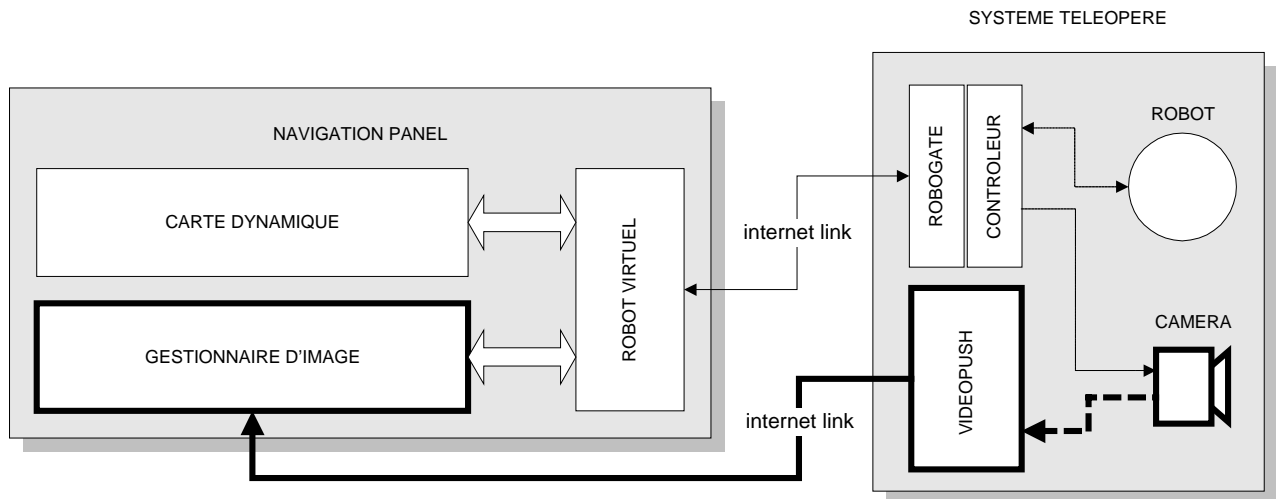 SYSTEME TELEOPERE
NAVIGATION PANEL
CARTE DYNAMIQUE
GESTIONNAIRE D'IMAGE
ROBOT VIRTUEL
internet link
internet link
ROBOGATE
CONTROLEUR
ROBOT
VIDEOPUSH
CAMERA